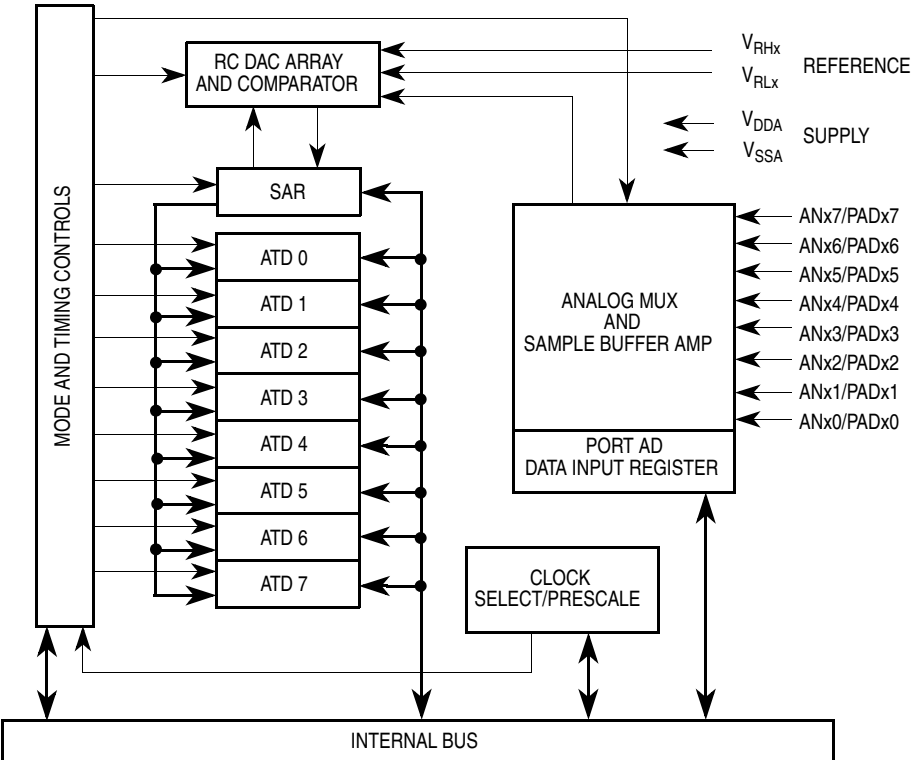 RC DAC ARRAY
AND COMPARATOR
V_RHx
V_RLx
REFERENCE
V_DDA
V_SSA
SUPPLY
MODE AND TIMING CONTROLS
SAR
ATD 0
ATD 1
ATD 2
ATD 3
ATD 4
ATD 5
ATD 6
ATD 7
ANALOG MUX
AND
SAMPLE BUFFER AMP
PORT AD
DATA INPUT REGISTER
ANx7/PADx7
ANx6/PADx6
ANx5/PADx5
ANx4/PADx4
ANx3/PADx3
ANx2/PADx2
ANx1/PADx1
ANx0/PADx0
CLOCK
SELECT/PRESCALE
INTERNAL BUS